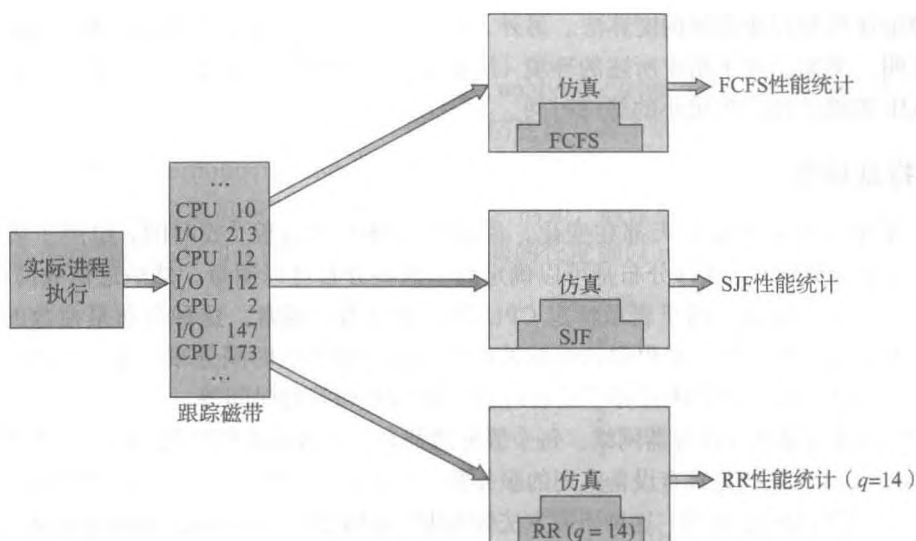 仿真
FCFS
FCFS性能统计
实际进程
执行
…
CPU 10
I/O 213
CPU 12
I/O 112
CPU 2
I/O 147
CPU 173
…
跟踪磁带
仿真
SJF
SJF性能统计
仿真
RR (q = 14)
RR性能统计（q=14）